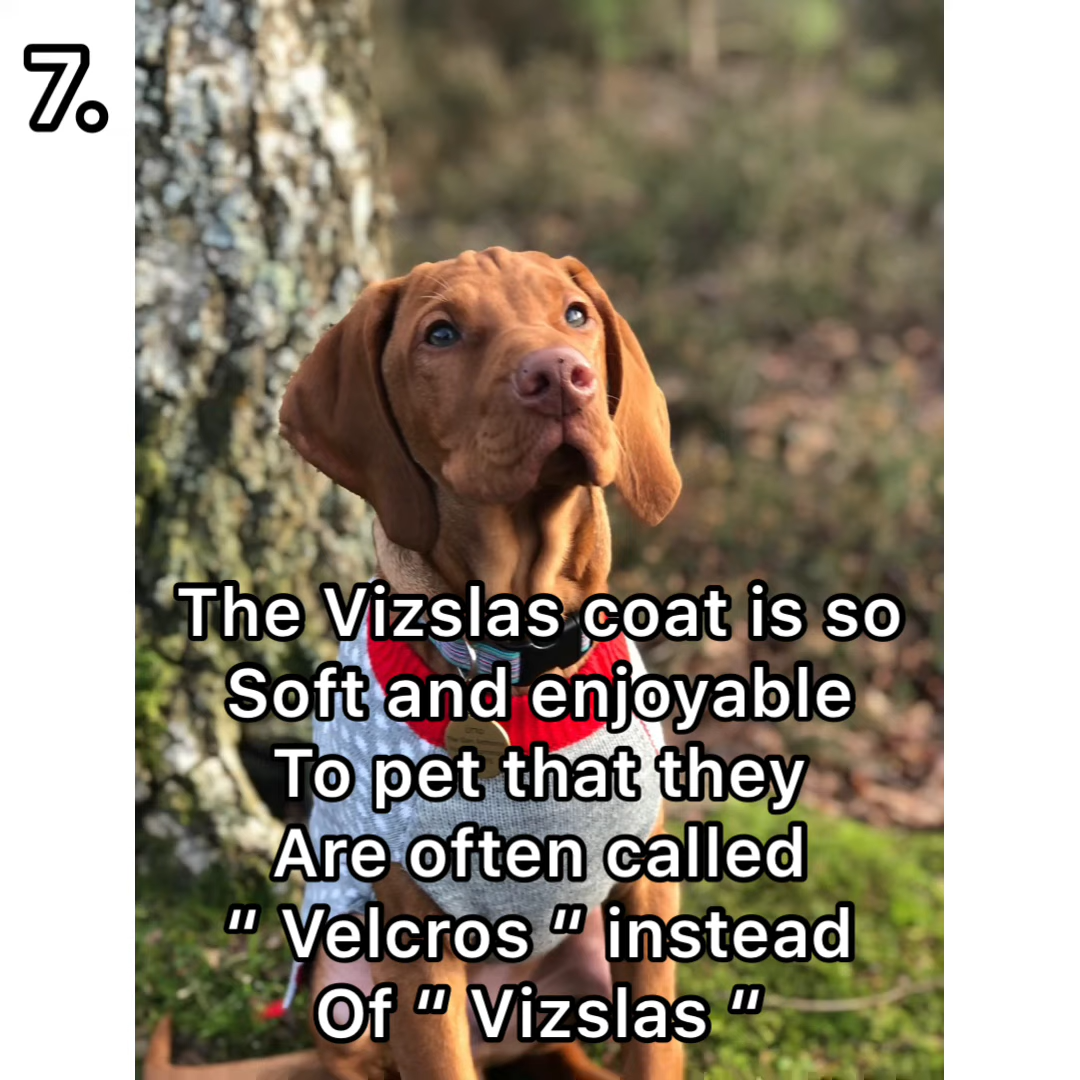 7.
The Vizslas coat is so
Soft and enjoyable
To pet that they
Are often called
“ Velcros “ instead
Of “ Vizslas “